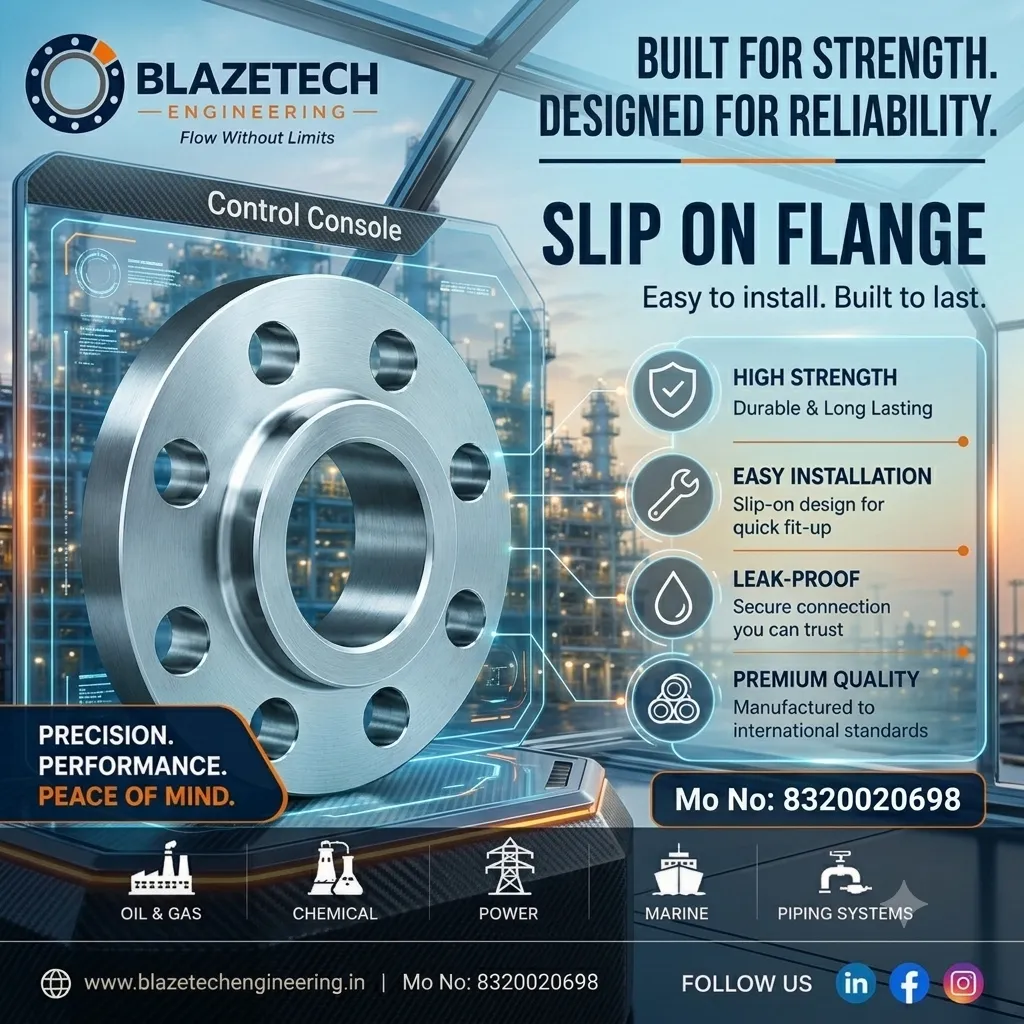 BLAZETECH
ENGINEERING
Flow Without Limits
BUILT FOR STRENGTH.
DESIGNED FOR RELIABILITY.
SLIP ON FLANGE
Easy to install. Built to last.
Control Console
HIGH STRENGTH
Durable & Long Lasting
EASY INSTALLATION
Slip-on design for
quick fit-up
LEAK-PROOF
Secure connection
you can trust
PREMIUM QUALITY
Manufactured to
international standards
PRECISION.
PERFORMANCE.
PEACE OF MIND.
Mo No: 8320020698
OIL & GAS
CHEMICAL
POWER
MARINE
PIPING SYSTEMS
www.blazetechengineering.in | Mo No: 8320020698
FOLLOW US
in
f